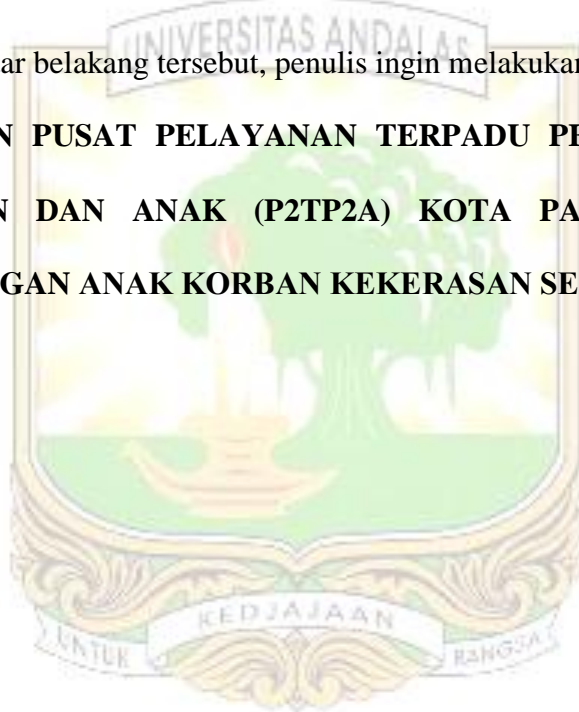 UNIVERSITAS ANDALAS
ar belakang tersebut, penulis ingin melakukan
N PUSAT PELAYANAN TERPADU PE
N DAN ANAK (P2TP2A) KOTA PA
GAN ANAK KORBAN KEKERASAN SE
KEDJAJAAN
UNTUK BANGSA